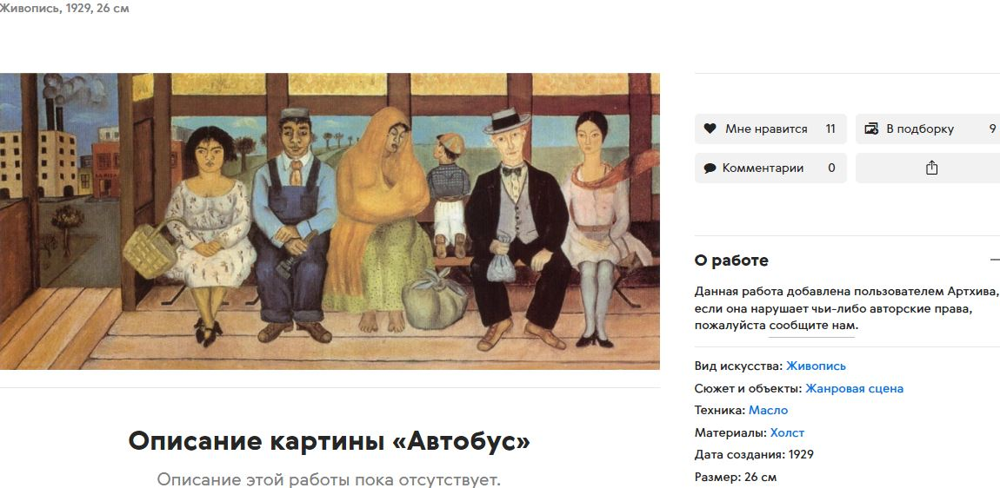 Живопись, 1929, 26 см
Мне нравится 11
В подборку 9
Комментарии 0
О работе
Данная работа добавлена пользователем Артхива,
если она нарушает чьи-либо авторские права,
пожалуйста сообщите нам.
Вид искусства: Живопись
Сюжет и объекты: Жанровая сцена
Техника: Масло
Материалы: Холст
Дата создания: 1929
Размер: 26 см
Описание картины «Автобус»
Описание этой работы пока отсутствует.